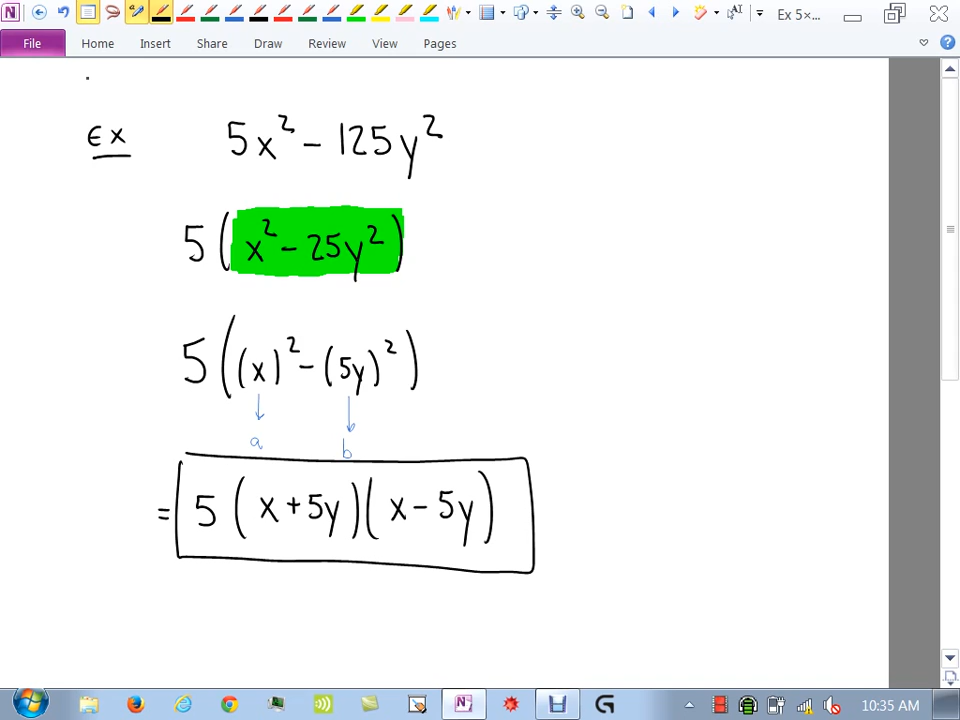 Ex 5×...
File Home Insert Share Draw Review View Pages
Ex 5x² - 125y²
5(x² - 25y²)
5((x)² - (5y)²)
a b
= 5(x + 5y)(x - 5y)
10:35 AM